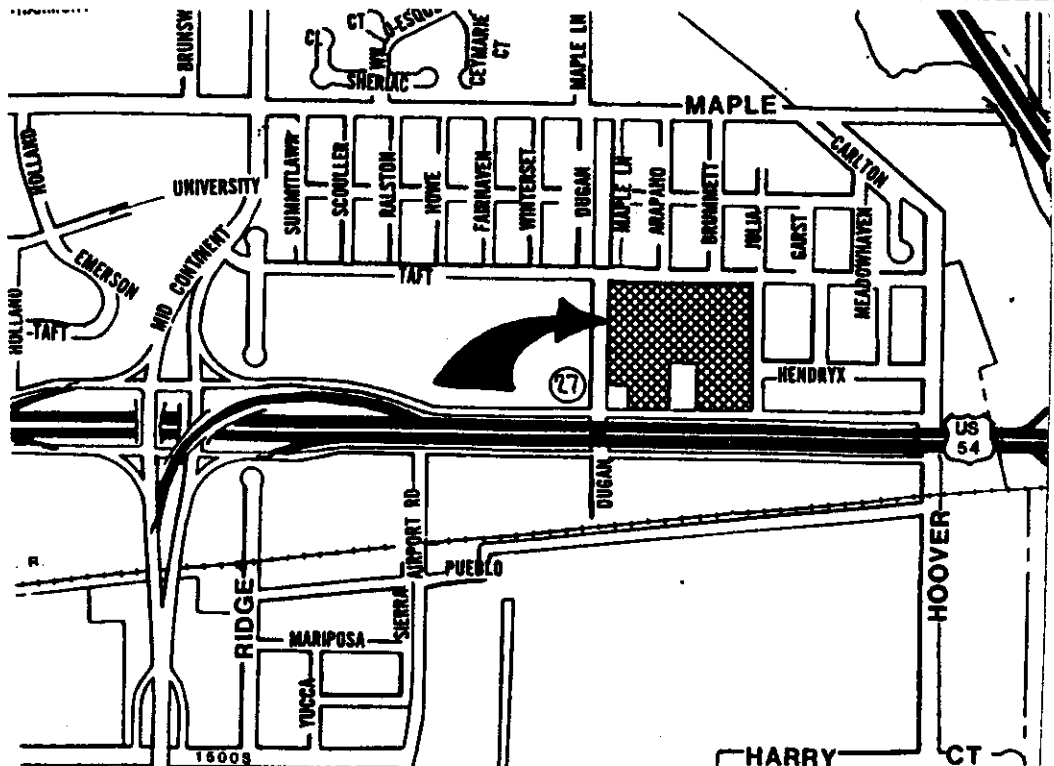 BRUNSW
CT
CT
SHERIAC
CEYMARIE
CT
MAPLE LN
MAPLE
HOLLAND
UNIVERSITY
SUMMITLAWN
SCOULLER
RALSTON
HOWE
FAIRHAVEN
WINTERSET
DUGAN
MAPLE LN
ARAPAHO
BRUMMETT
JULIA
GARST
MEADOWHAVEN
CARLTON
EMERSON
MID CONTINENT
TAFT
HOLLAND
TAFT
27
HENDRYX
US
54
DUGAN
AIRPORT RD
PUEBLO
HOOVER
R.
RIDGE
SIERRA
MARIPOSA
YUCCA
1500S
HARRY
CT